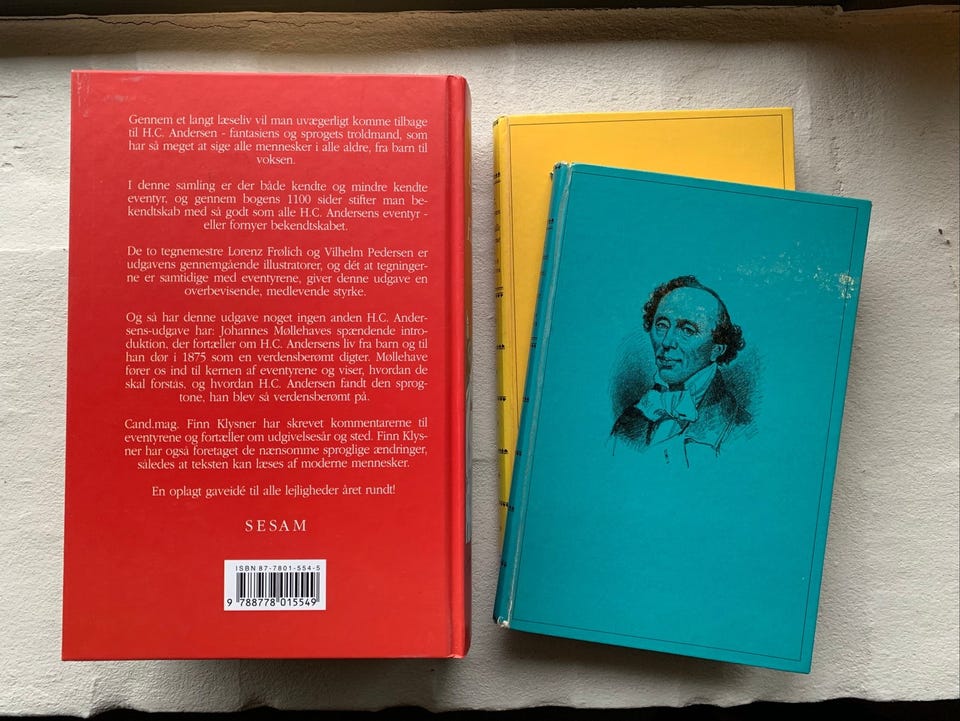 Gennem et langt læseliv vil man uvægerligt komme tilbage
til H.C. Andersen - fantasiens og sprogets troldmand, som
har så meget at sige alle mennesker i alle aldre, fra barn til
voksen.
I denne samling er der både kendte og mindre kendte
eventyr, og gennem bogens 1100 sider stifter man be-
kendtskab med så godt som alle H.C. Andersens eventyr -
eller fornyer bekendtskabet.
De to tegnemestre Lorenz Frølich og Vilhelm Pedersen er
udgavens gennemgående illustratorer, og dét at tegninger-
ne er samtidige med eventyrene, giver denne udgave en
overbevisende, medlevende styrke.
Og så har denne udgave noget ingen anden H.C. Ander-
sens-udgave har: Johannes Møllehaves spændende intro-
duktion, der fortæller om H.C. Andersens liv fra barn og til
han dør i 1875 som en verdensberømt digter. Møllehave
fører os ind til kernen af eventyrene og viser, hvordan de
skal forstås, og hvordan H.C. Andersen fandt den sprog-
tone, han blev så verdensberømt på.
Cand.mag. Finn Klysner har skrevet kommentarerne til
eventyrene og fortæller om udgivelsesår og sted. Finn Klys-
ner har også foretaget de nænsomme sproglige ændringer,
således at teksten kan læses af moderne mennesker.
En oplagt gaveidé til alle lejligheder året rundt!
SESAM
ISBN 87-7801-554-5
9 788778 015549